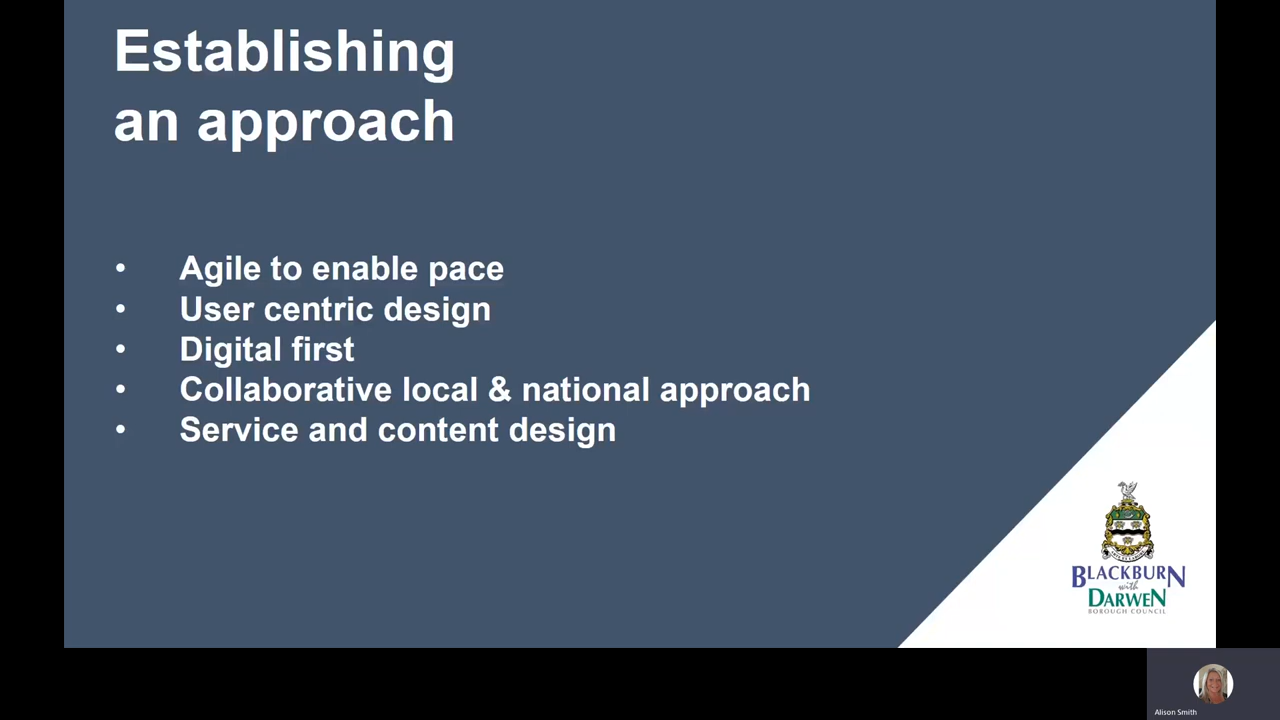 Establishing
an approach
• Agile to enable pace
• User centric design
• Digital first
• Collaborative local & national approach
• Service and content design
BLACKBURN
with
DARWEN
BOROUGH COUNCIL
Alison Smith